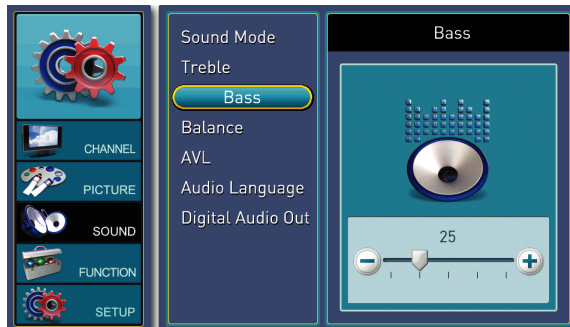 CHANNEL
PICTURE
SOUND
FUNCTION
SETUP
Sound Mode
Treble
Bass
Balance
AVL
Audio Language
Digital Audio Out
Bass
25